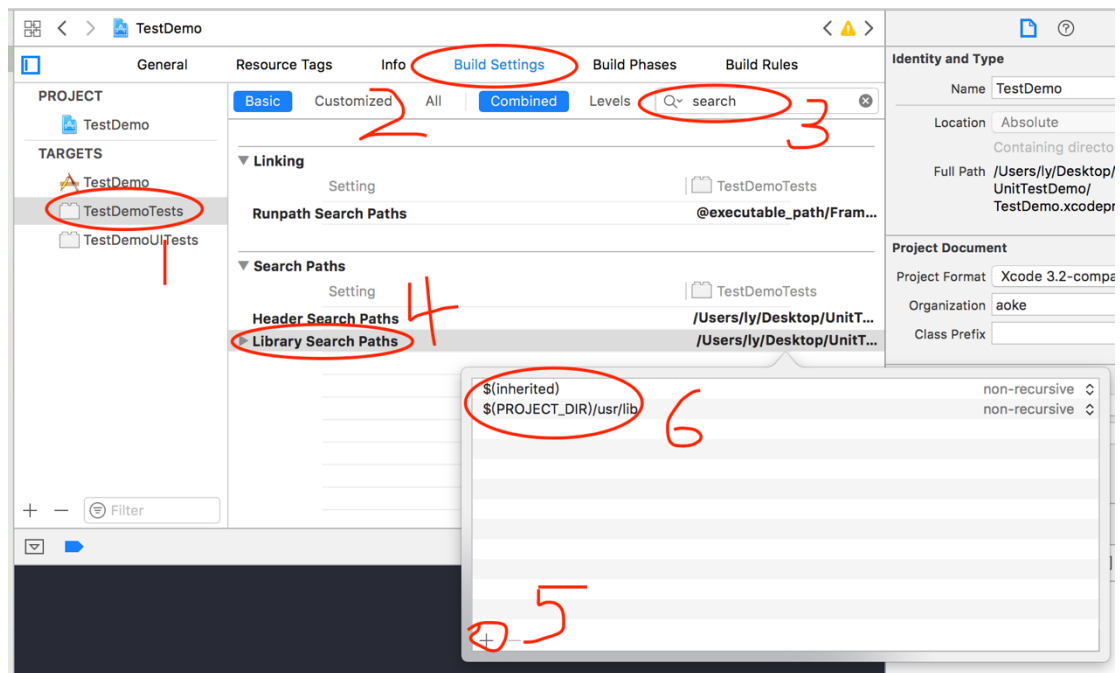 TestDemo
General Resource Tags Info Build Settings Build Phases Build Rules
PROJECT
TestDemo
TARGETS
TestDemo
TestDemoTests
TestDemoUITests
1
Basic Customized All Combined Levels search
2
3
Linking
Setting TestDemoTests
Runpath Search Paths @executable_path/Fram...
Search Paths
Setting TestDemoTests
4
Header Search Paths /Users/ly/Desktop/UnitT...
Library Search Paths /Users/ly/Desktop/UnitT...
$(inherited) non-recursive
$(PROJECT_DIR)/usr/lib non-recursive
6
5
+ − Filter
+ −
Identity and Type
Name TestDemo
Location Absolute
Containing directo
Full Path /Users/ly/Desktop/
UnitTestDemo/
TestDemo.xcodepr
Project Document
Project Format Xcode 3.2-compa
Organization aoke
Class Prefix